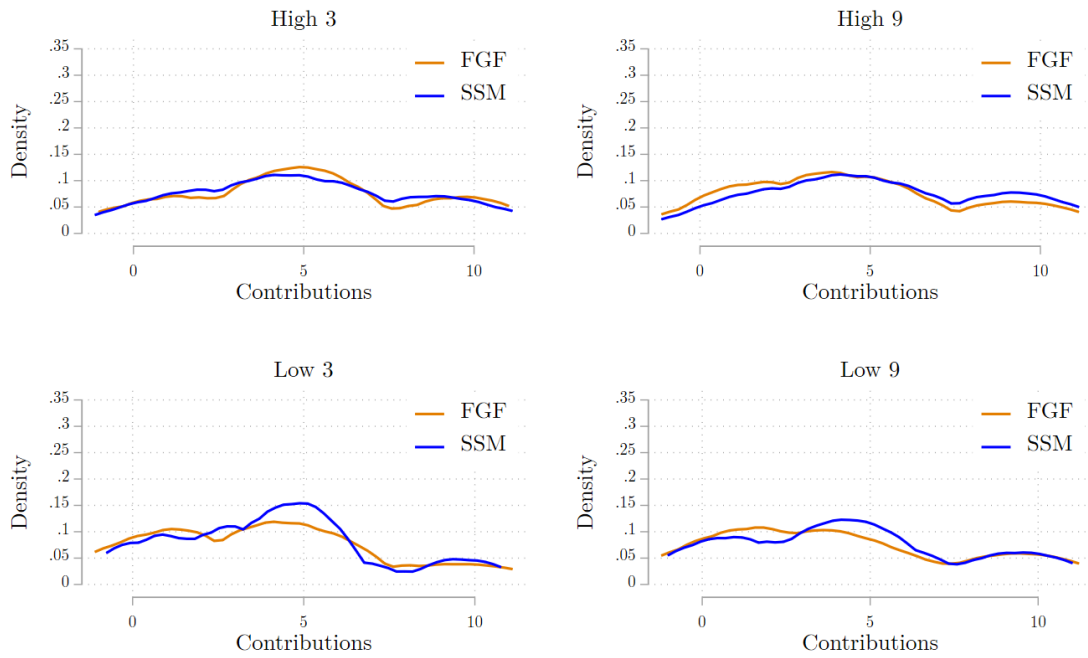 High 3
.35
.3
.25
.2
.15
.1
.05
0
Density
FGF
SSM
0 5 10
Contributions
High 9
.35
.3
.25
.2
.15
.1
.05
0
Density
FGF
SSM
0 5 10
Contributions
Low 3
.35
.3
.25
.2
.15
.1
.05
0
Density
FGF
SSM
0 5 10
Contributions
Low 9
.35
.3
.25
.2
.15
.1
.05
0
Density
FGF
SSM
0 5 10
Contributions